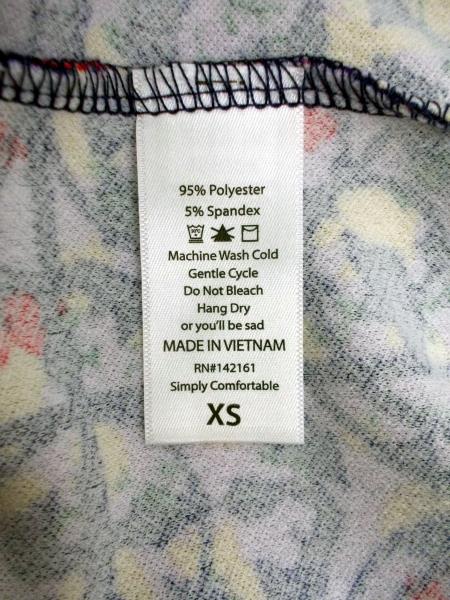 95% Polyester
5% Spandex
Machine Wash Cold
Gentle Cycle
Do Not Bleach
Hang Dry
or you'll be sad
MADE IN VIETNAM
RN#142161
Simply Comfortable
XS